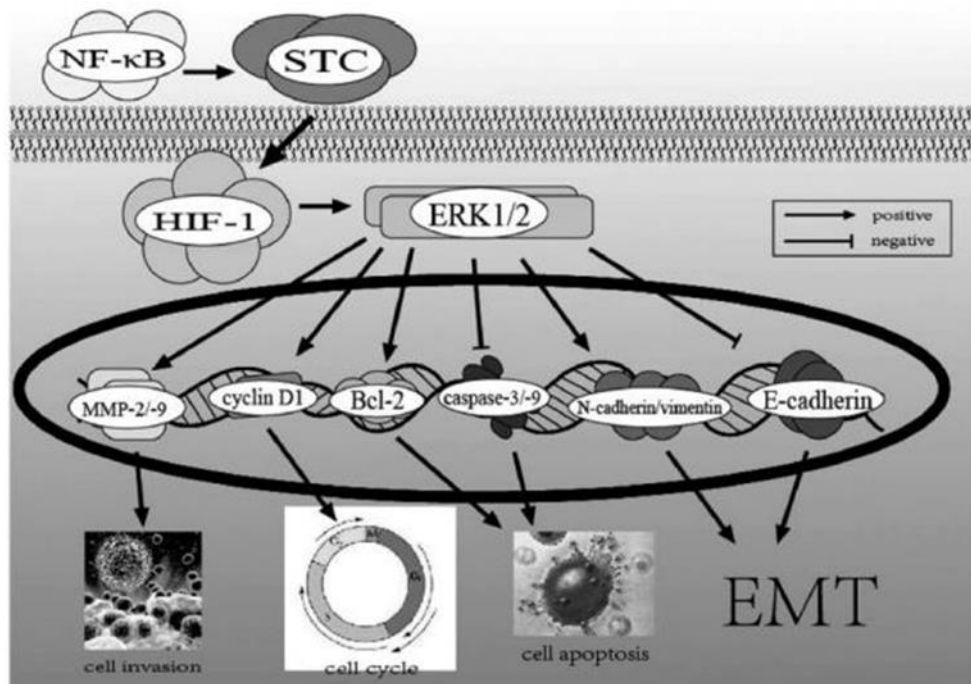 NF-κB
STC
HIF-1
ERK1/2
positive
negative
MMP-2/-9
cyclin D1
Bcl-2
caspase-3/-9
N-cadherin/vimentin
E-cadherin
cell invasion
cell cycle
cell apoptosis
EMT